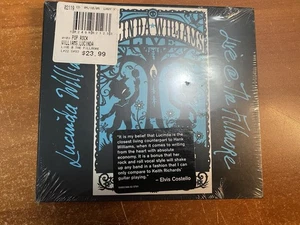 POP ROCK
WILLIAMS,LUCINDA
$23.99
LUCINDA WILLIAMS
Lucinda Williams
Live @ The Fillmore
"It is my belief that Lucinda is the
closest living counterpart to Hank
Williams, when it comes to writing
from the heart with absolute
economy. It is a bonus that her
rock and roll vocal style will shake
up any band in a fashion that I can
only compare to Keith Richards'
guitar playing."
– Elvis Costello